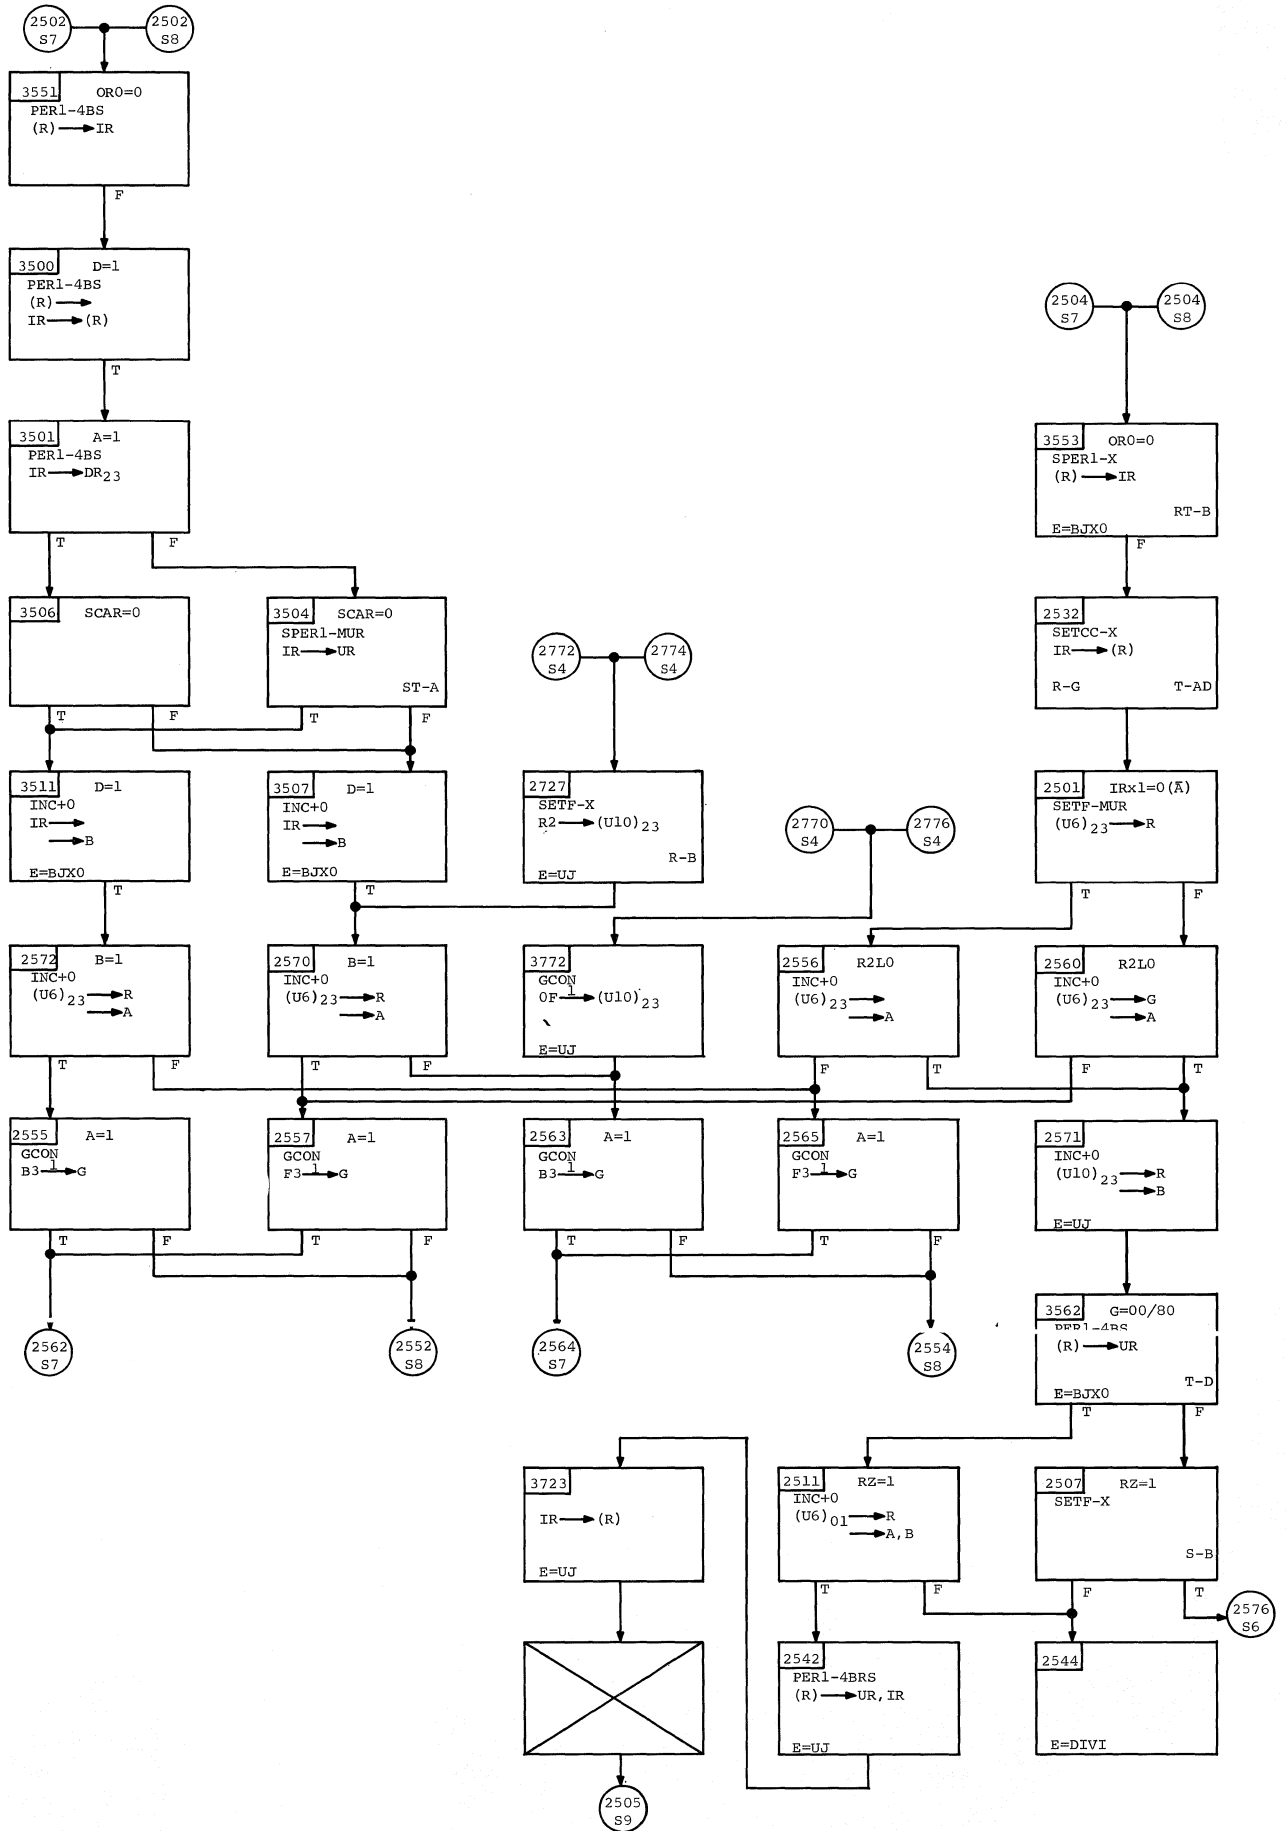 2502
S7
2502
S8
3551 OR0=0
PER1-4BS
(R) → IR
F
3500 D=1
PER1-4BS
(R) →
IR → (R)
T
2504
S7
2504
S8
3501 A=1
PER1-4BS
IR → DR23
T F
3553 OR0=0
SPER1-X
(R) → IR
RT-B
E=BJX0
F
3506 SCAR=0
T F
3504 SCAR=0
SPER1-MUR
IR → UR
ST-A
T F
2772
S4
2774
S4
2532
SETCC-X
IR → (R)
R-G T-AD
3511 D=1
INC+0
IR →
→ B
E=BJX0
T
3507 D=1
INC+0
IR →
→ B
E=BJX0
T
2727
SETF-X
R2 → (U10)23
R-B
E=UJ
2770
S4
2776
S4
2501 IRx1=0(A̅)
SETF-MUR
(U6)23 → R
T F
2572 B=1
INC+0
(U6)23 → R
→ A
T F
2570 B=1
INC+0
(U6)23 → R
→ A
T F
3772
GCON
0F 1 → (U10)23
E=UJ
2556 R2L0
INC+0
(U6)23 →
→ A
F T
2560 R2L0
INC+0
(U6)23 → G
→ A
F T
2555 A=1
GCON
B3 1 → G
T F
2557 A=1
GCON
F3 1 → G
T F
2563 A=1
GCON
B3 1 → G
T F
2565 A=1
GCON
F3 1 → G
T F
2571
INC+0
(U10)23 → R
→ B
E=UJ
2562
S7
2552
S8
2564
S7
2554
S8
3562 G=00/80
PER1-4BS
(R) → UR
T-D
E=BJX0
T F
3723
IR → (R)
E=UJ
2511 RZ=1
INC+0
(U6)01 → R
→ A,B
T F
2507 RZ=1
SETF-X
S-B
F T
2576
S6
2542
PER1-4BRS
(R) → UR,IR
E=UJ
2544
E=DIVI
2505
S9